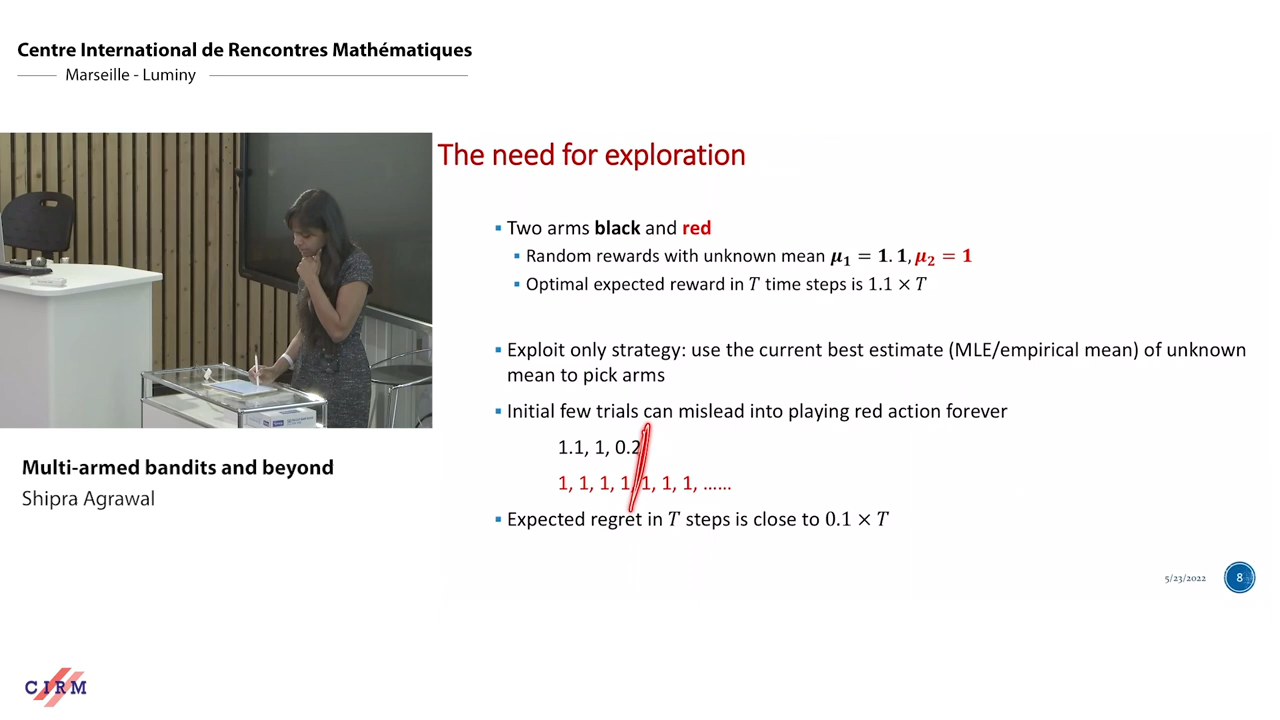 Centre International de Rencontres Mathématiques
Marseille - Luminy
The need for exploration
▪ Two arms black and red
▪ Random rewards with unknown mean μ₁ = 1.1, μ₂ = 1
▪ Optimal expected reward in T time steps is 1.1 × T
▪ Exploit only strategy: use the current best estimate (MLE/empirical mean) of unknown
mean to pick arms
▪ Initial few trials can mislead into playing red action forever
1.1, 1, 0.2
1, 1, 1, 1, 1, 1, 1, ......
▪ Expected regret in T steps is close to 0.1 × T
Multi-armed bandits and beyond
Shipra Agrawal
5/23/2022
8
CIRM